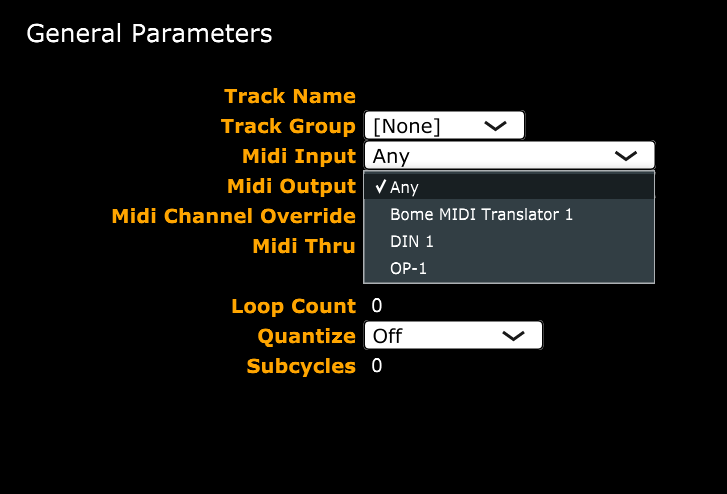 General Parameters
Track Name
Track Group [None]
Midi Input Any
Midi Output ✓ Any
Bome MIDI Translator 1
Midi Channel Override
DIN 1
Midi Thru
OP-1
Loop Count 0
Quantize Off
Subcycles 0